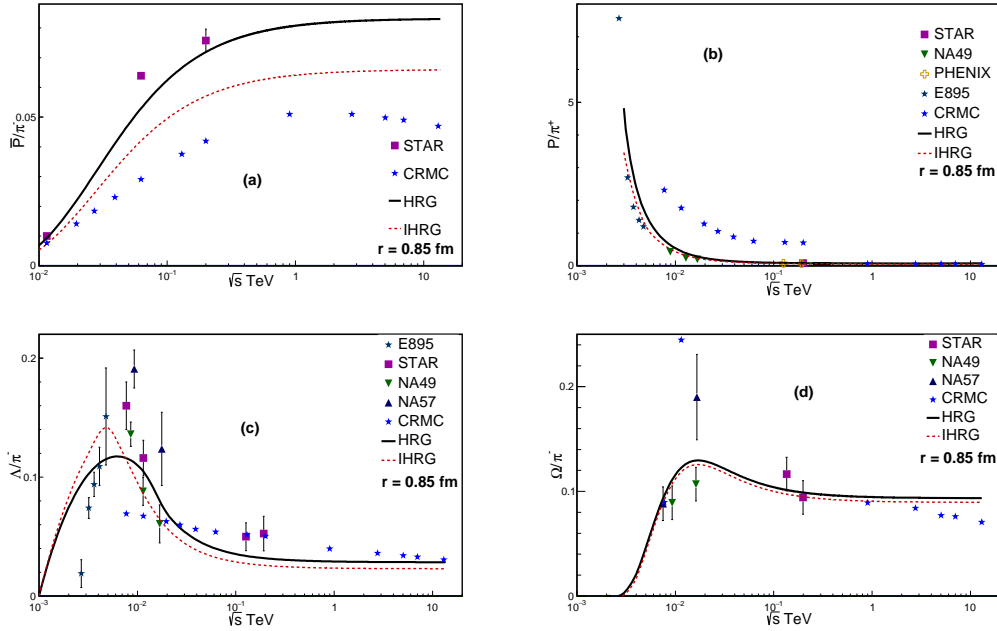 P̅/π⁻
0.05
0
(a)
STAR
CRMC
HRG
IHRG
r = 0.85 fm
10⁻² 10⁻¹ 1 10
√s TeV
P/π⁺
5
0
(b)
STAR
NA49
PHENIX
E895
CRMC
HRG
IHRG
r = 0.85 fm
10⁻³ 10⁻² 10⁻¹ 1 10
√s TeV
Λ/π⁻
0.2
0.1
0
(c)
E895
STAR
NA49
NA57
CRMC
HRG
IHRG
r = 0.85 fm
10⁻³ 10⁻² 10⁻¹ 1 10
√s TeV
Ω/π⁻
0.2
0.1
0
(d)
STAR
NA49
NA57
CRMC
HRG
IHRG
r = 0.85 fm
10⁻³ 10⁻² 10⁻¹ 1 10
√s TeV